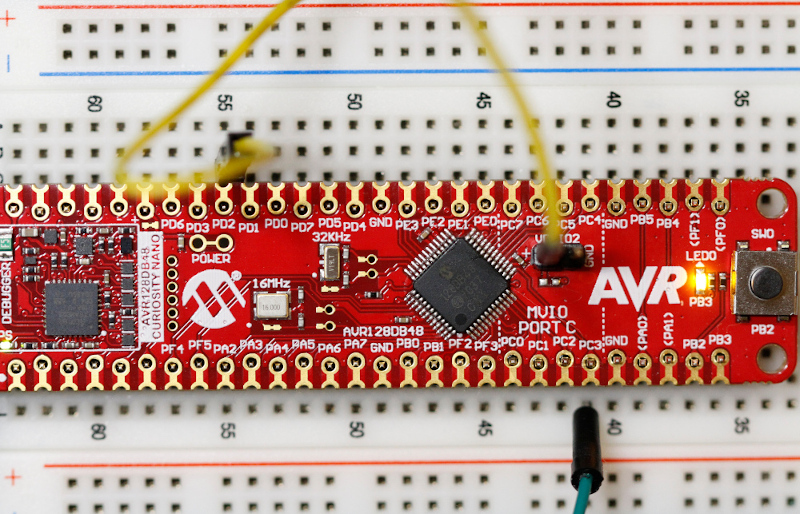 60 55 50 45 40 35
PD6 PD3 PD2 PD1 PD0 PD7 PD5 PD4 GND PE3 PE2 PE1 PE0 PC7 PC6 PC5 PC4 GND PB5 PB4 (PF1) (PF0)
DEBUGGER
AVR128DB48
CURIOSITY NANO
POWER
32KHz
16MHz
16.000
AVR128DB48
GND
MVIO
PORT C
AVR
LED0
PB3
SW0
PB2
PF4 PF5 PA2 PA3 PA4 PA5 PA6 PA7 GND PB0 PB1 PF2 PF3 PC0 PC1 PC2 PC3 GND (PA0) (PA1) PB2 PB3
60 55 50 45 40 35